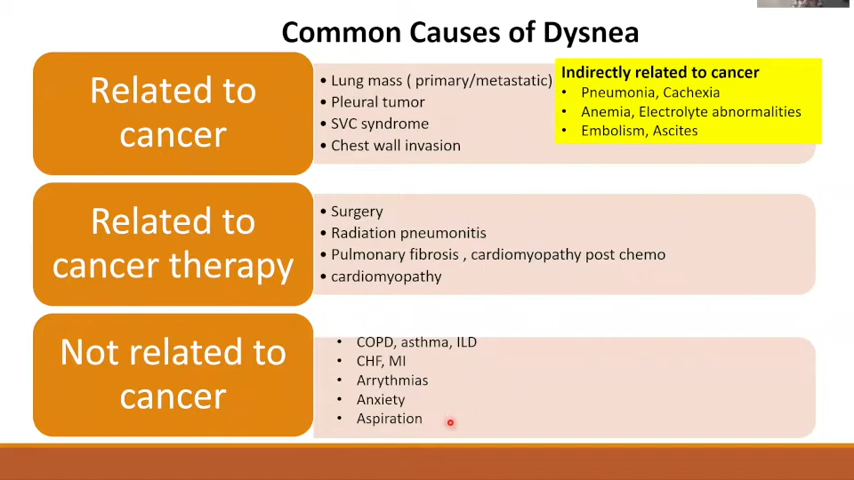 Common Causes of Dysnea
Related to
cancer
• Lung mass ( primary/metastatic)
• Pleural tumor
• SVC syndrome
• Chest wall invasion
Indirectly related to cancer
• Pneumonia, Cachexia
• Anemia, Electrolyte abnormalities
• Embolism, Ascites
Related to
cancer therapy
• Surgery
• Radiation pneumonitis
• Pulmonary fibrosis , cardiomyopathy post chemo
• cardiomyopathy
Not related to
cancer
• COPD, asthma, ILD
• CHF, MI
• Arrythmias
• Anxiety
• Aspiration